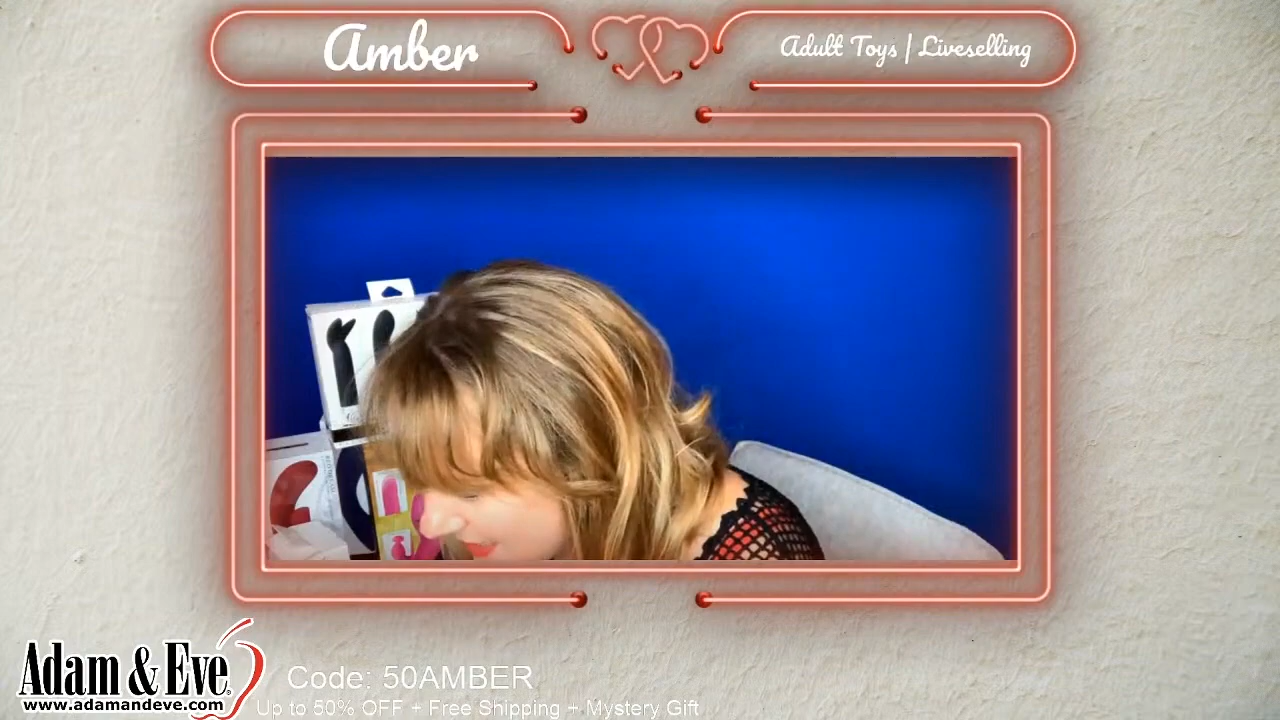 Amber
Adult Toys | Liveselling
Adam & Eve
www.adamandeve.com
Code: 50AMBER
Up to 50% OFF + Free Shipping + Mystery Gift